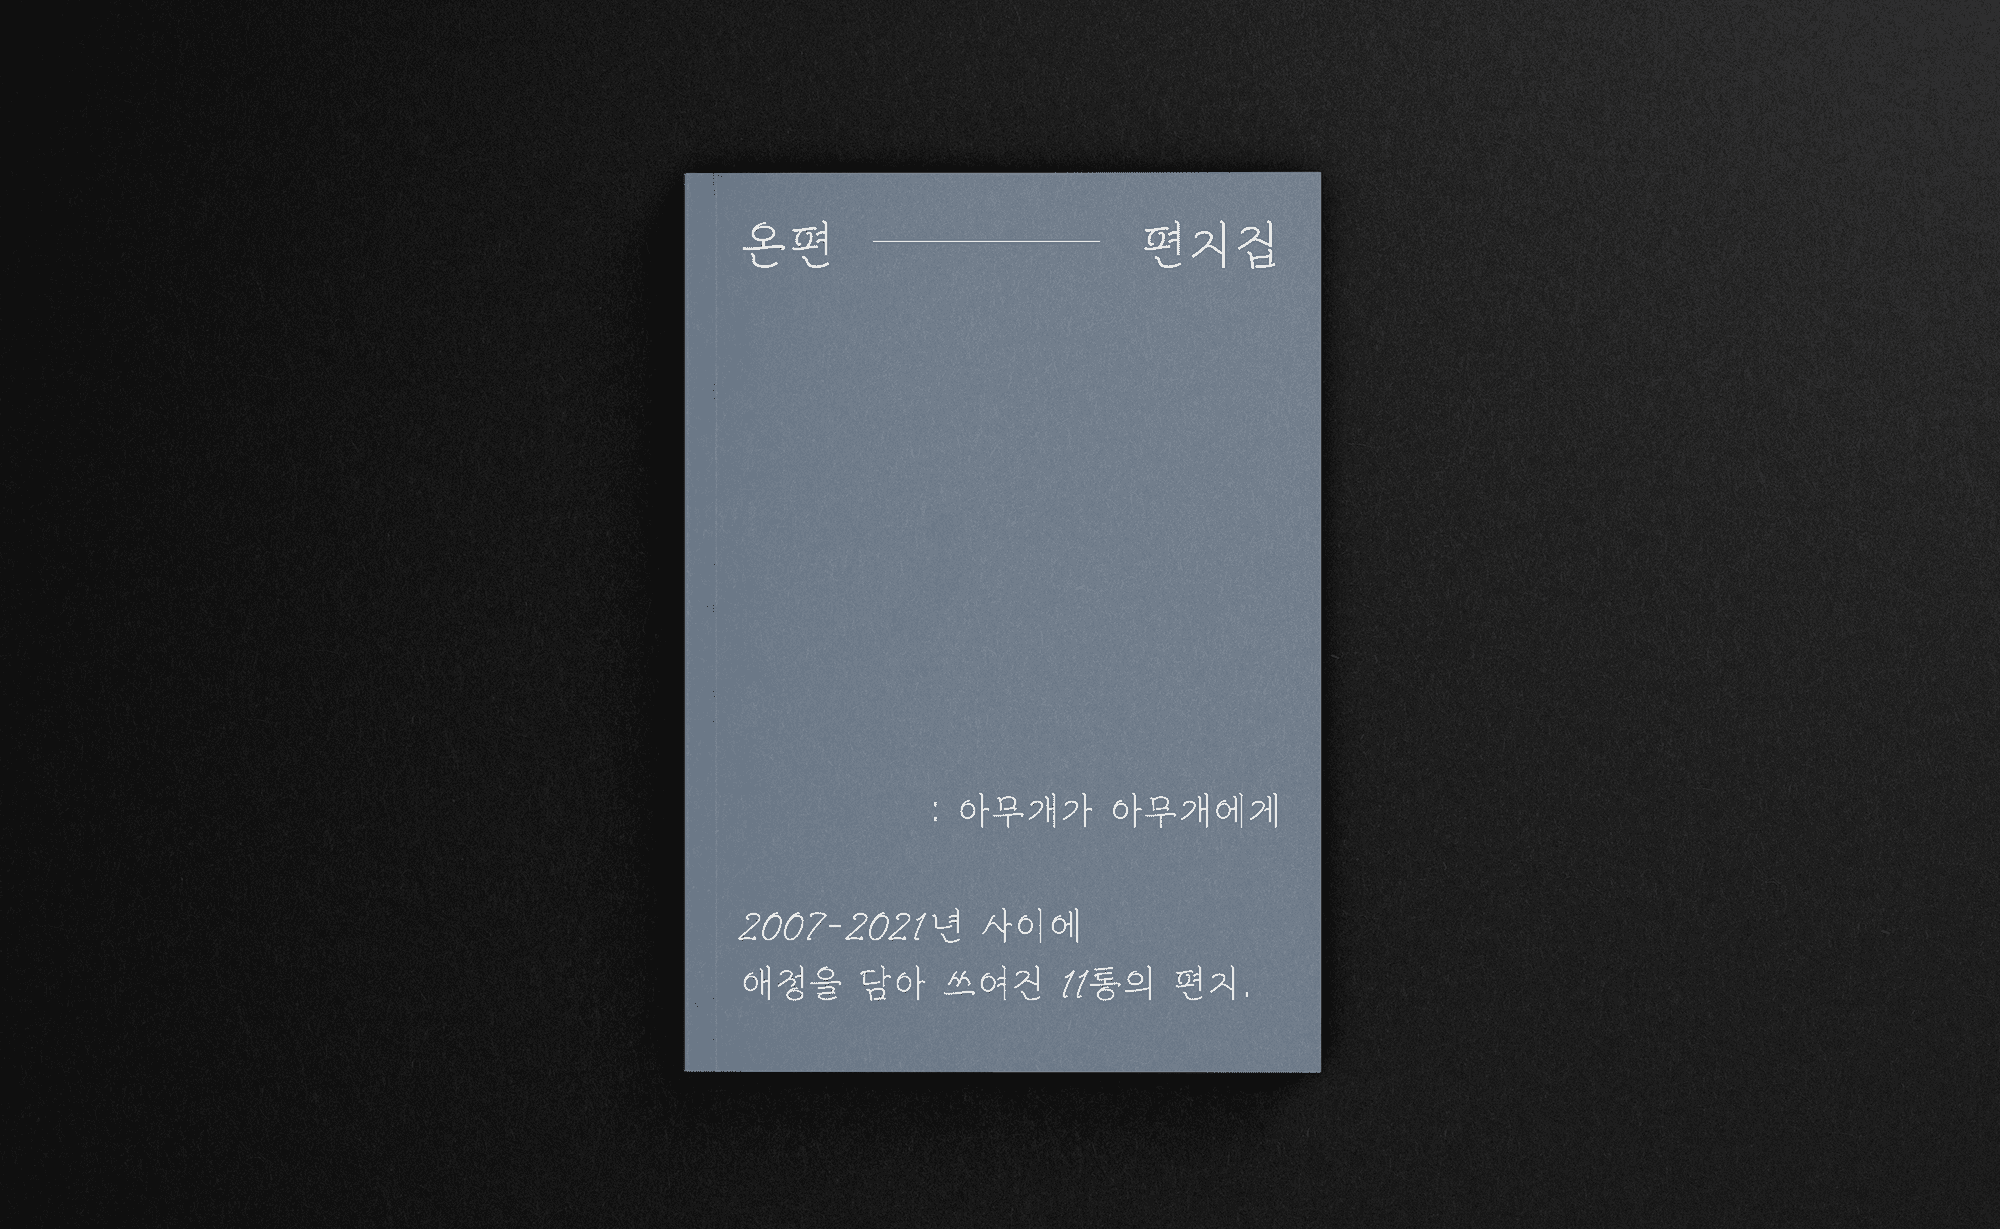 온편 ——— 편지집
: 아무개가 아무개에게
2007-2021년 사이에
애정을 담아 쓰여진 11통의 편지.